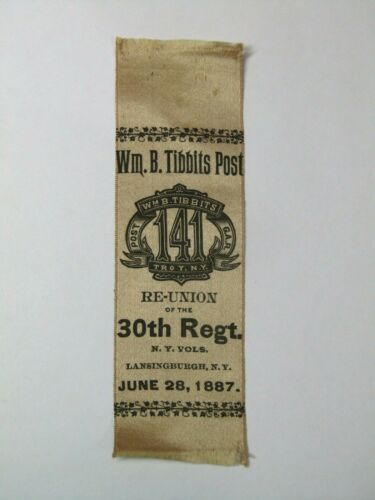 Wm. B. Tibbits Post
WM B. TIBBITS
POST 141 G.A.R.
TROY, N.Y.
RE-UNION
OF THE
30th Regt.
N. Y. VOLS.
LANSINGBURGH, N. Y.
JUNE 28, 1887.